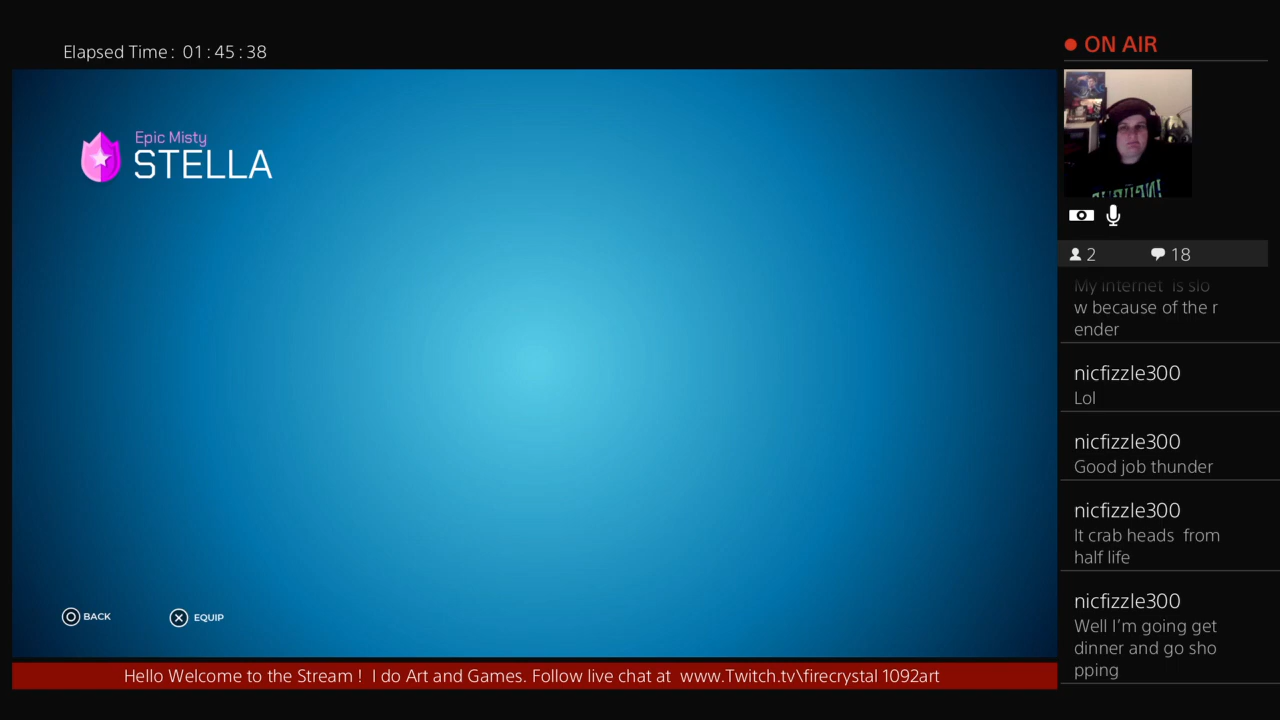 Elapsed Time: 01:45:38
ON AIR
Epic Misty
STELLA
BACK
EQUIP
2
18
My internet is slo
w because of the r
ender
nicfizzle300
Lol
nicfizzle300
Good job thunder
nicfizzle300
It crab heads from
half life
nicfizzle300
Well I'm going get
dinner and go sho
pping
Hello Welcome to the Stream ! I do Art and Games. Follow live chat at www.Twitch.tv\firecrystal1092art